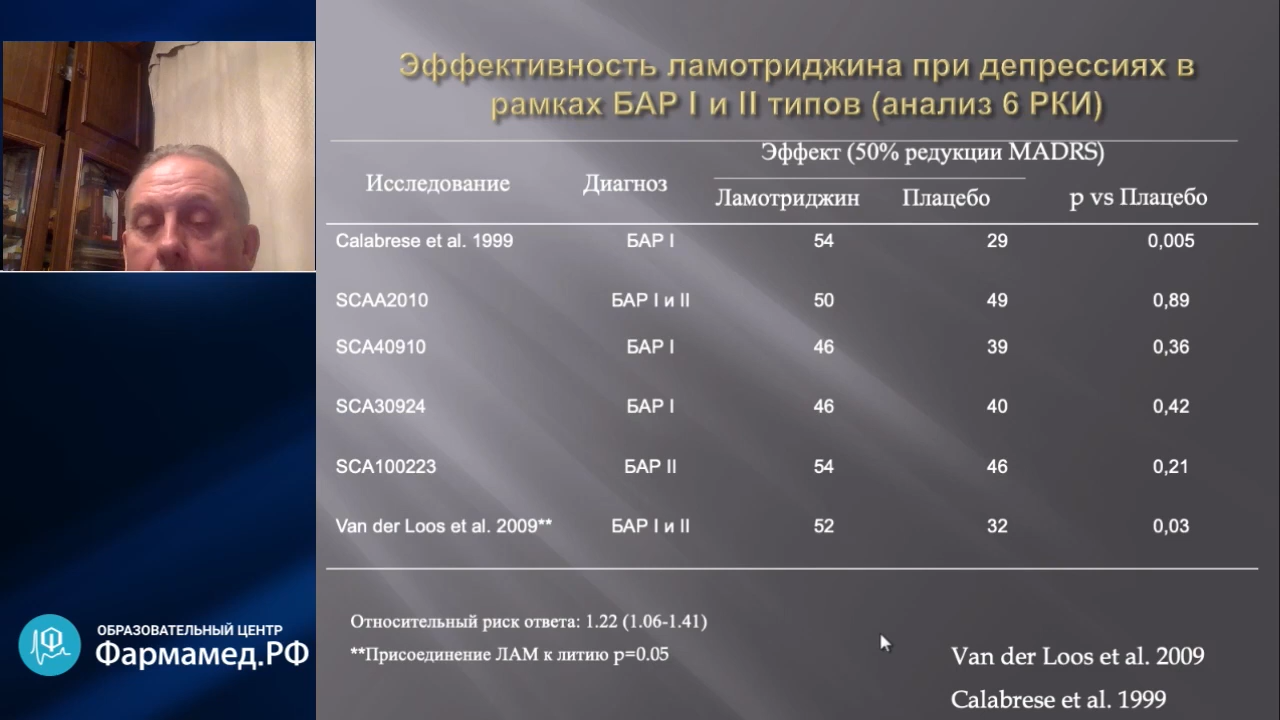 Эффективность ламотриджина при депрессиях в
рамках БАР I и II типов (анализ 6 РКИ)
Эффект (50% редукции MADRS)
Исследование Диагноз Ламотриджин Плацебо p vs Плацебо
Calabrese et al. 1999 БАР I 54 29 0,005
SCAA2010 БАР I и II 50 49 0,89
SCA40910 БАР I 46 39 0,36
SCA30924 БАР I 46 40 0,42
SCA100223 БАР II 54 46 0,21
Van der Loos et al. 2009** БАР I и II 52 32 0,03
Относительный риск ответа: 1.22 (1.06-1.41)
**Присоединение ЛАМ к литию p=0.05
Van der Loos et al. 2009
Calabrese et al. 1999
ОБРАЗОВАТЕЛЬНЫЙ ЦЕНТР
Фармамед.РФ